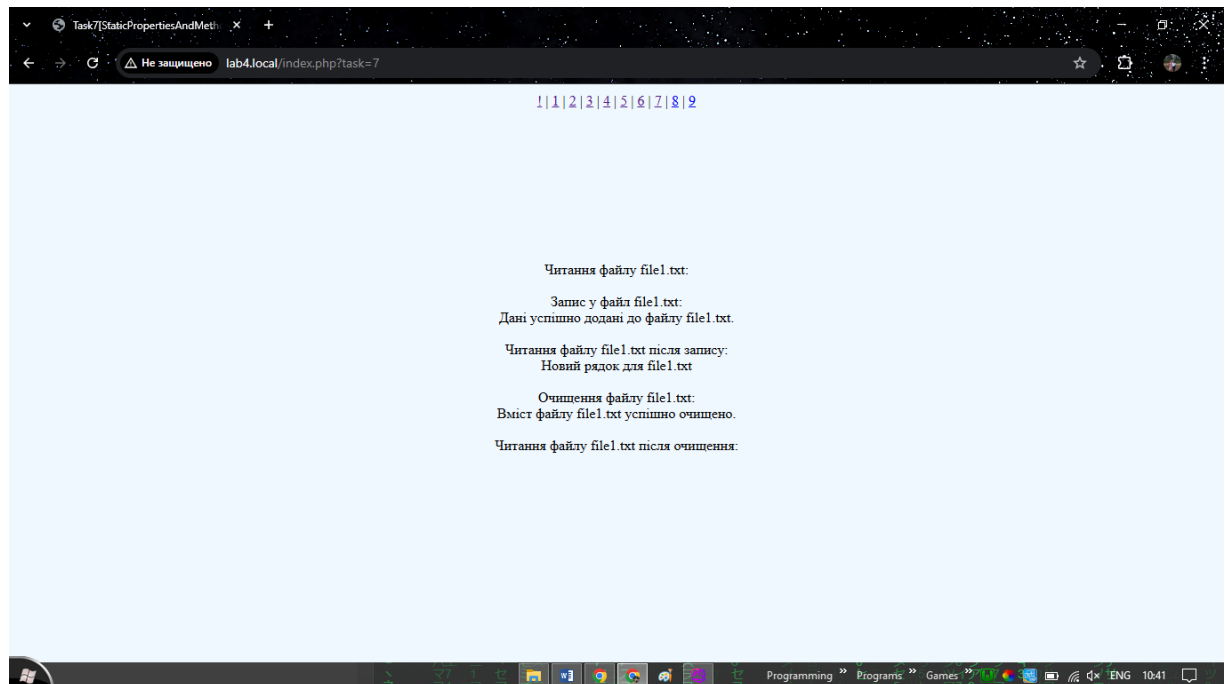 Task7[StaticPropertiesAndMeth
Не защищено lab4.local/index.php?task=7
! | 1 | 2 | 3 | 4 | 5 | 6 | 7 | 8 | 9
Читання файлу file1.txt:
Запис у файл file1.txt:
Дані успішно додані до файлу file1.txt.
Читання файлу file1.txt після запису:
Новий рядок для file1.txt
Очищення файлу file1.txt:
Вміст файлу file1.txt успішно очищено.
Читання файлу file1.txt після очищення:
Programming » Programs » Games » ENG 10:41